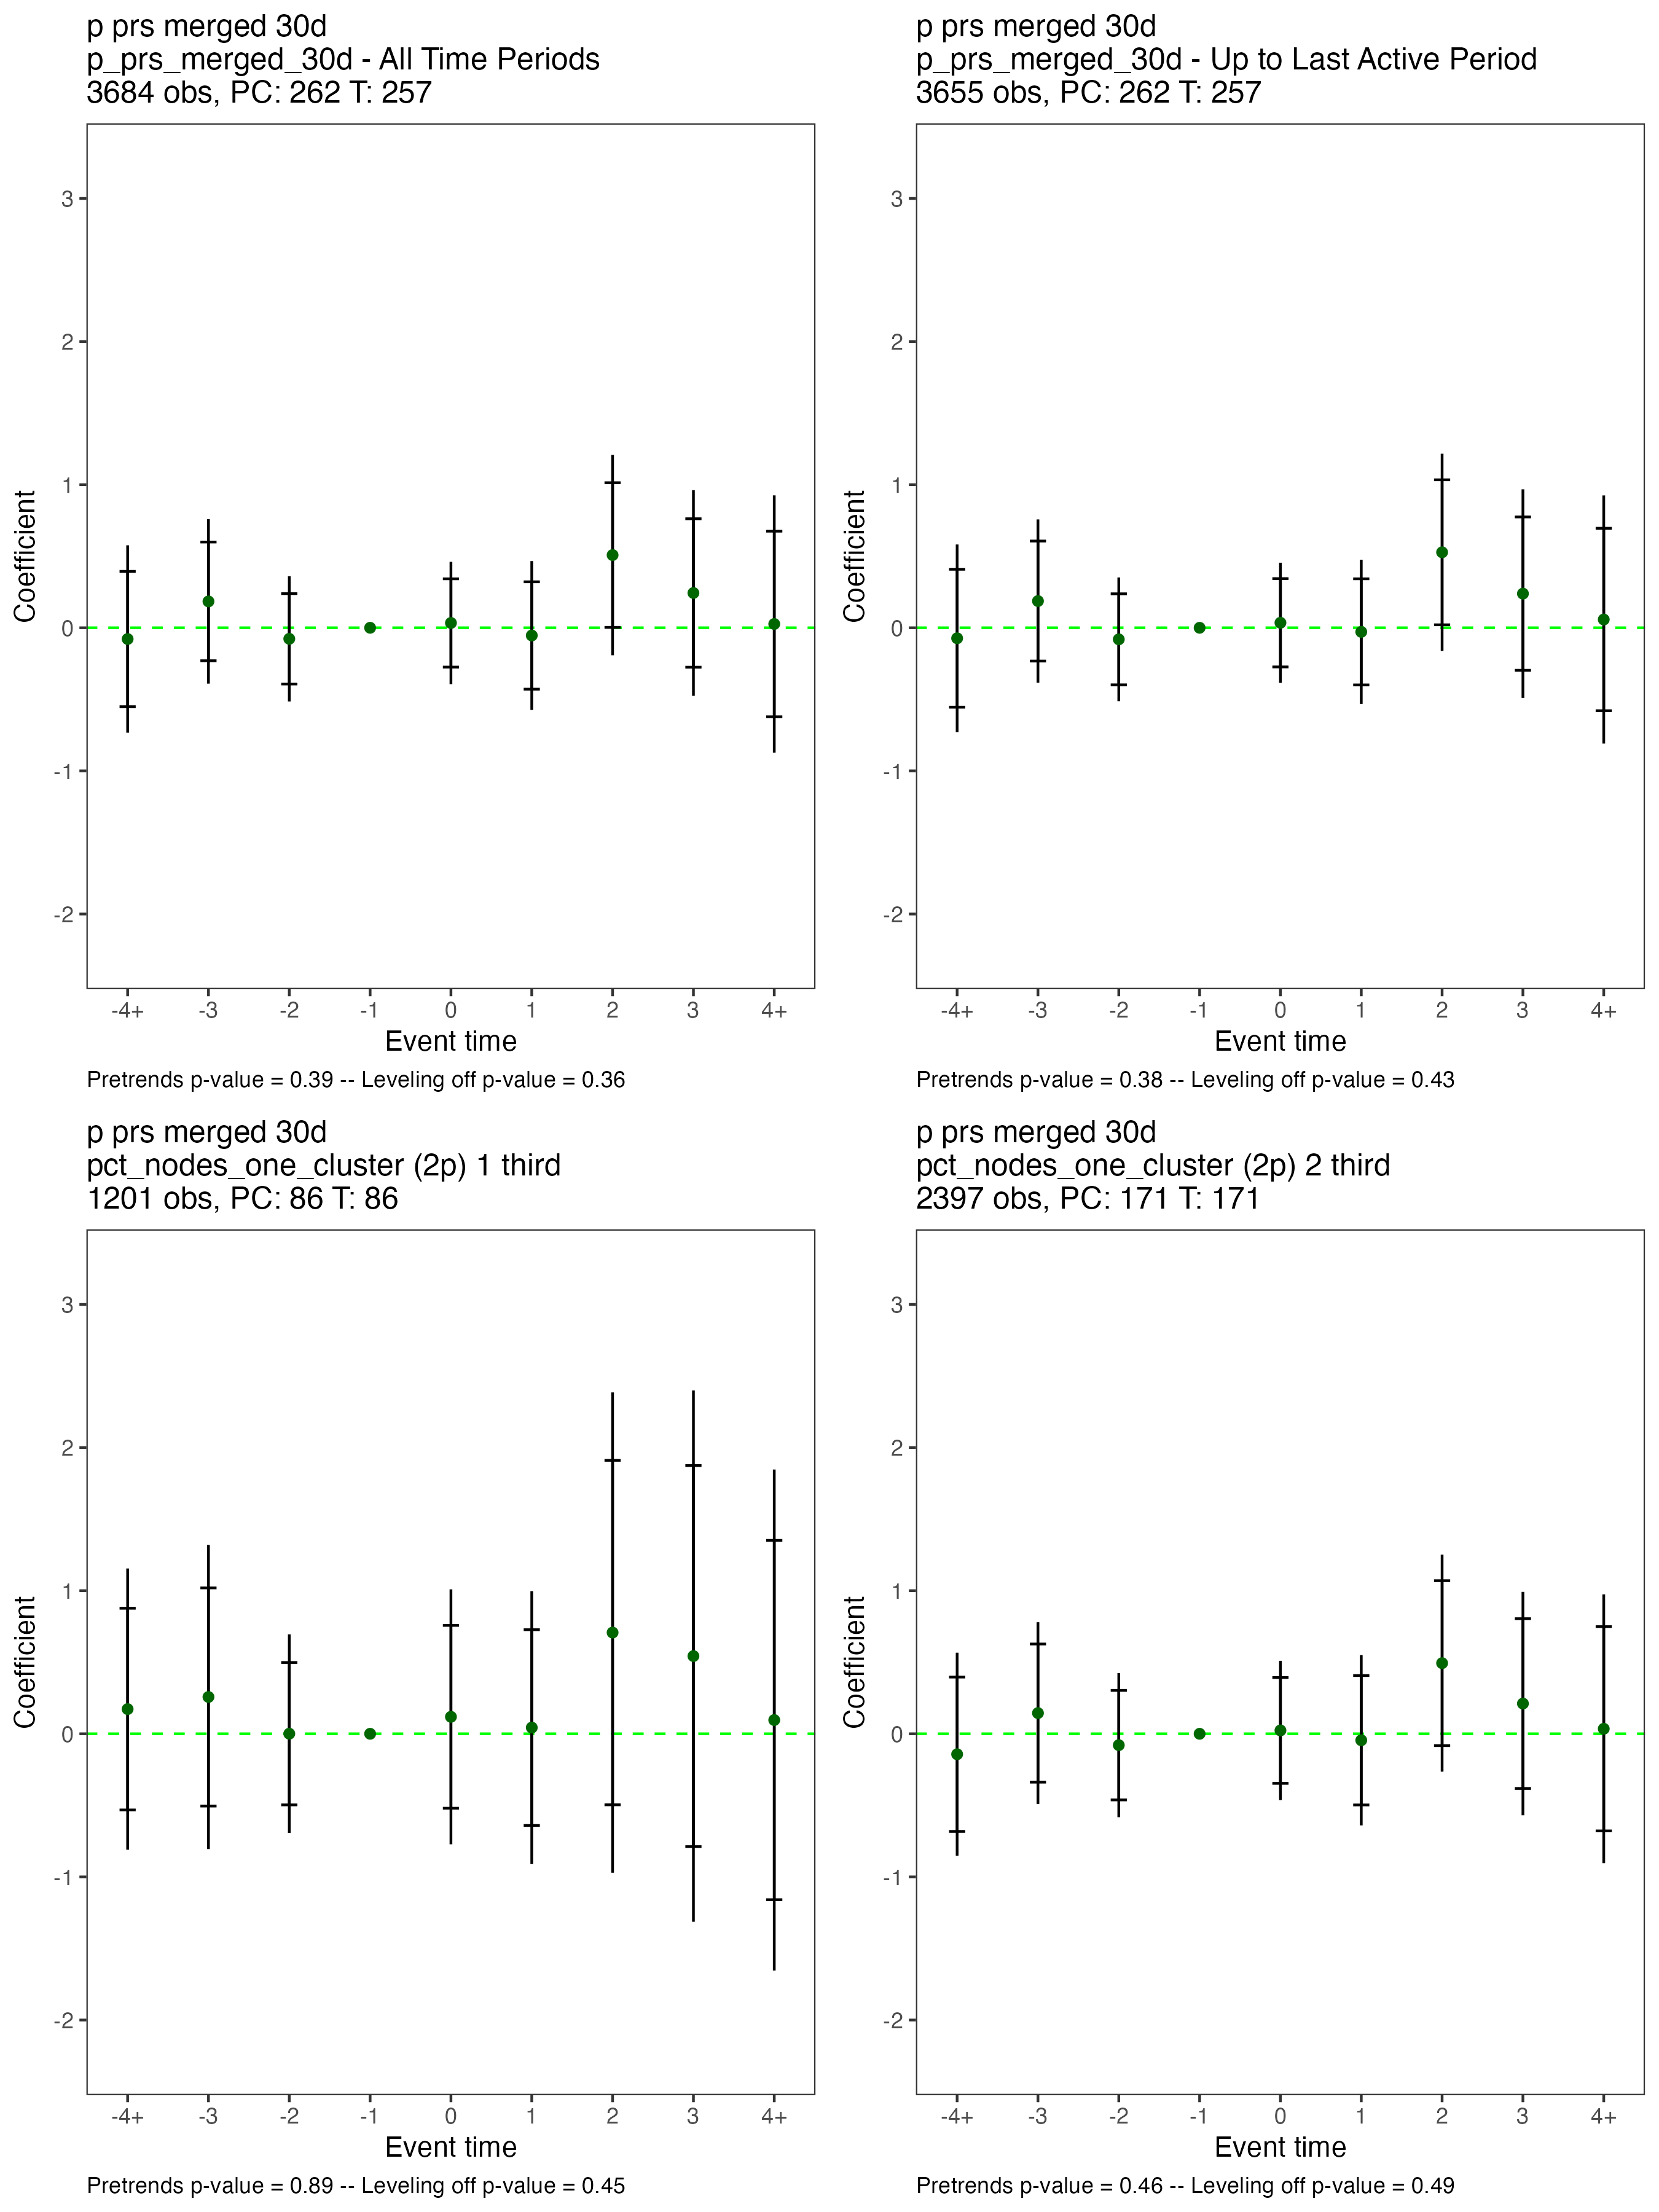 p prs merged 30d
p_prs_merged_30d - All Time Periods
3684 obs, PC: 262 T: 257
Coefficient
3
2
1
0
-1
-2
-4+ -3 -2 -1 0 1 2 3 4+
Event time
Pretrends p-value = 0.39 -- Leveling off p-value = 0.36
p prs merged 30d
p_prs_merged_30d - Up to Last Active Period
3655 obs, PC: 262 T: 257
Coefficient
3
2
1
0
-1
-2
-4+ -3 -2 -1 0 1 2 3 4+
Event time
Pretrends p-value = 0.38 -- Leveling off p-value = 0.43
p prs merged 30d
pct_nodes_one_cluster (2p) 1 third
1201 obs, PC: 86 T: 86
Coefficient
3
2
1
0
-1
-2
-4+ -3 -2 -1 0 1 2 3 4+
Event time
Pretrends p-value = 0.89 -- Leveling off p-value = 0.45
p prs merged 30d
pct_nodes_one_cluster (2p) 2 third
2397 obs, PC: 171 T: 171
Coefficient
3
2
1
0
-1
-2
-4+ -3 -2 -1 0 1 2 3 4+
Event time
Pretrends p-value = 0.46 -- Leveling off p-value = 0.49